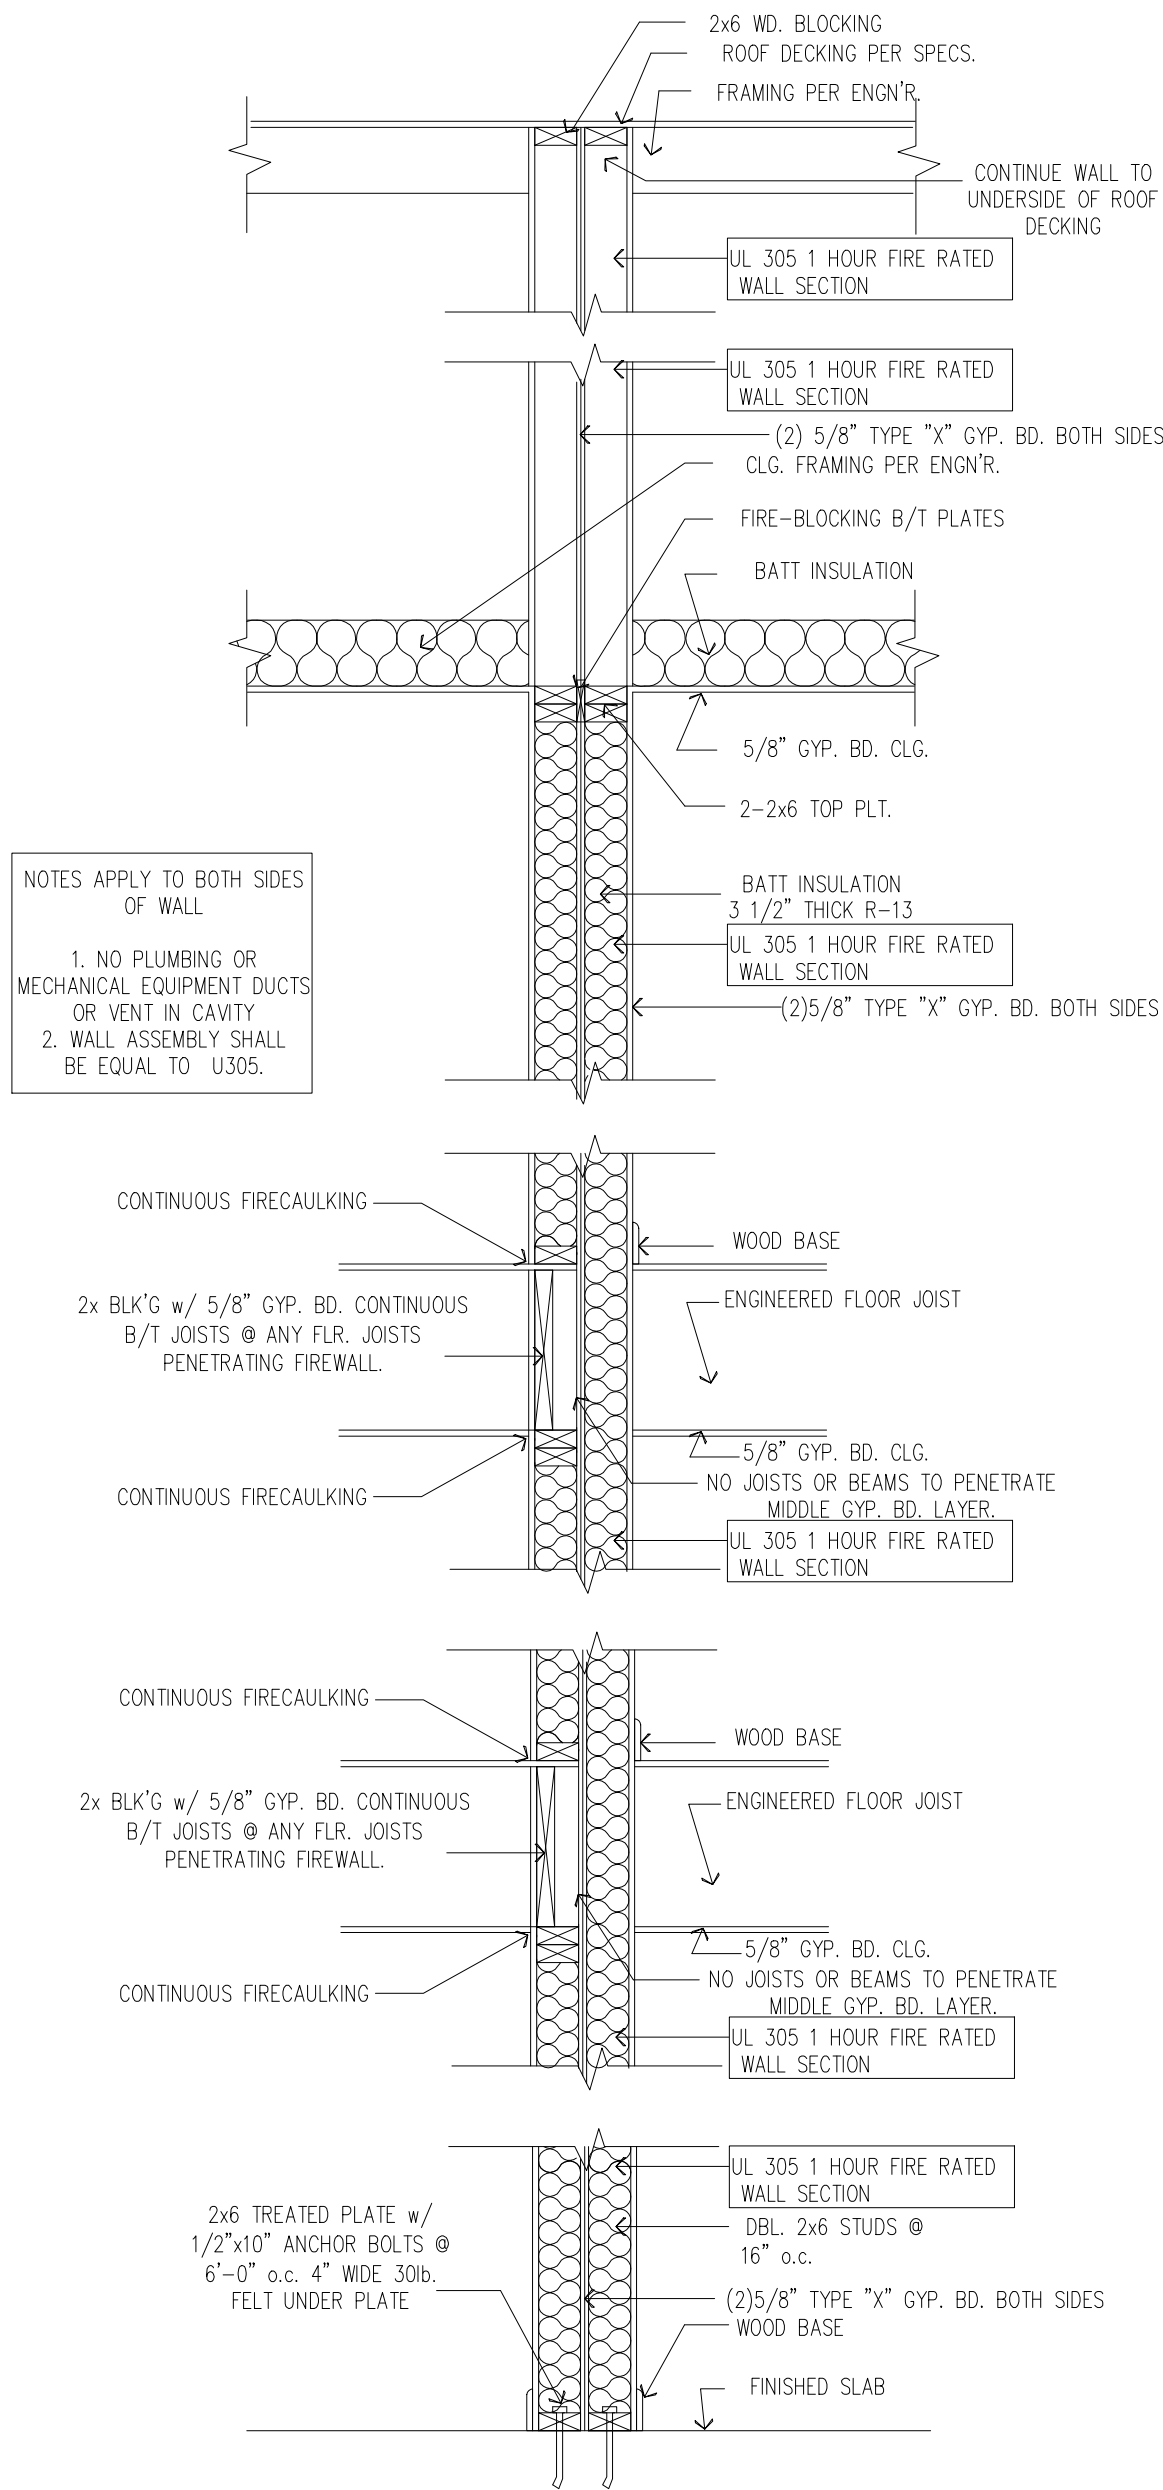 2x6 WD. BLOCKING
ROOF DECKING PER SPECS.
FRAMING PER ENGN'R.
CONTINUE WALL TO
UNDERSIDE OF ROOF
DECKING
UL 305 1 HOUR FIRE RATED
WALL SECTION
UL 305 1 HOUR FIRE RATED
WALL SECTION
(2) 5/8" TYPE "X" GYP. BD. BOTH SIDES
CLG. FRAMING PER ENGN'R.
FIRE-BLOCKING B/T PLATES
BATT INSULATION
5/8" GYP. BD. CLG.
2-2x6 TOP PLT.
NOTES APPLY TO BOTH SIDES
OF WALL
1. NO PLUMBING OR
MECHANICAL EQUIPMENT DUCTS
OR VENT IN CAVITY
2. WALL ASSEMBLY SHALL
BE EQUAL TO U305.
BATT INSULATION
3 1/2" THICK R-13
UL 305 1 HOUR FIRE RATED
WALL SECTION
(2)5/8" TYPE "X" GYP. BD. BOTH SIDES
CONTINUOUS FIRECAULKING
WOOD BASE
2x BLK'G w/ 5/8" GYP. BD. CONTINUOUS
B/T JOISTS @ ANY FLR. JOISTS
PENETRATING FIREWALL.
ENGINEERED FLOOR JOIST
5/8" GYP. BD. CLG.
NO JOISTS OR BEAMS TO PENETRATE
MIDDLE GYP. BD. LAYER.
CONTINUOUS FIRECAULKING
UL 305 1 HOUR FIRE RATED
WALL SECTION
CONTINUOUS FIRECAULKING
WOOD BASE
2x BLK'G w/ 5/8" GYP. BD. CONTINUOUS
B/T JOISTS @ ANY FLR. JOISTS
PENETRATING FIREWALL.
ENGINEERED FLOOR JOIST
5/8" GYP. BD. CLG.
NO JOISTS OR BEAMS TO PENETRATE
MIDDLE GYP. BD. LAYER.
CONTINUOUS FIRECAULKING
UL 305 1 HOUR FIRE RATED
WALL SECTION
UL 305 1 HOUR FIRE RATED
WALL SECTION
2x6 TREATED PLATE w/
1/2"x10" ANCHOR BOLTS @
6'-0" o.c. 4" WIDE 30lb.
FELT UNDER PLATE
DBL. 2x6 STUDS @
16" o.c.
(2)5/8" TYPE "X" GYP. BD. BOTH SIDES
WOOD BASE
FINISHED SLAB